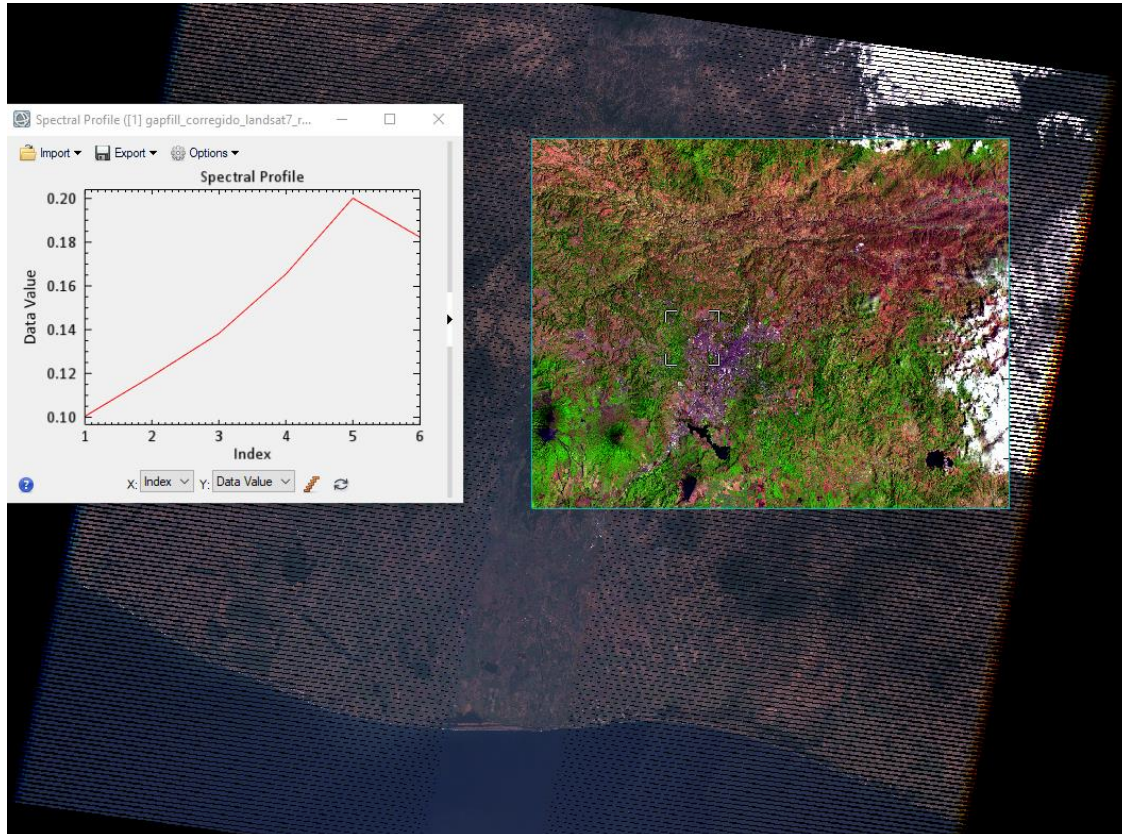 Spectral Profile ([1] gapfill_corregido_landsat7_r...
Import Export Options
Spectral Profile
0.20
0.18
0.16
0.14
0.12
0.10
Data Value
1 2 3 4 5 6
Index
? X: Index Y: Data Value